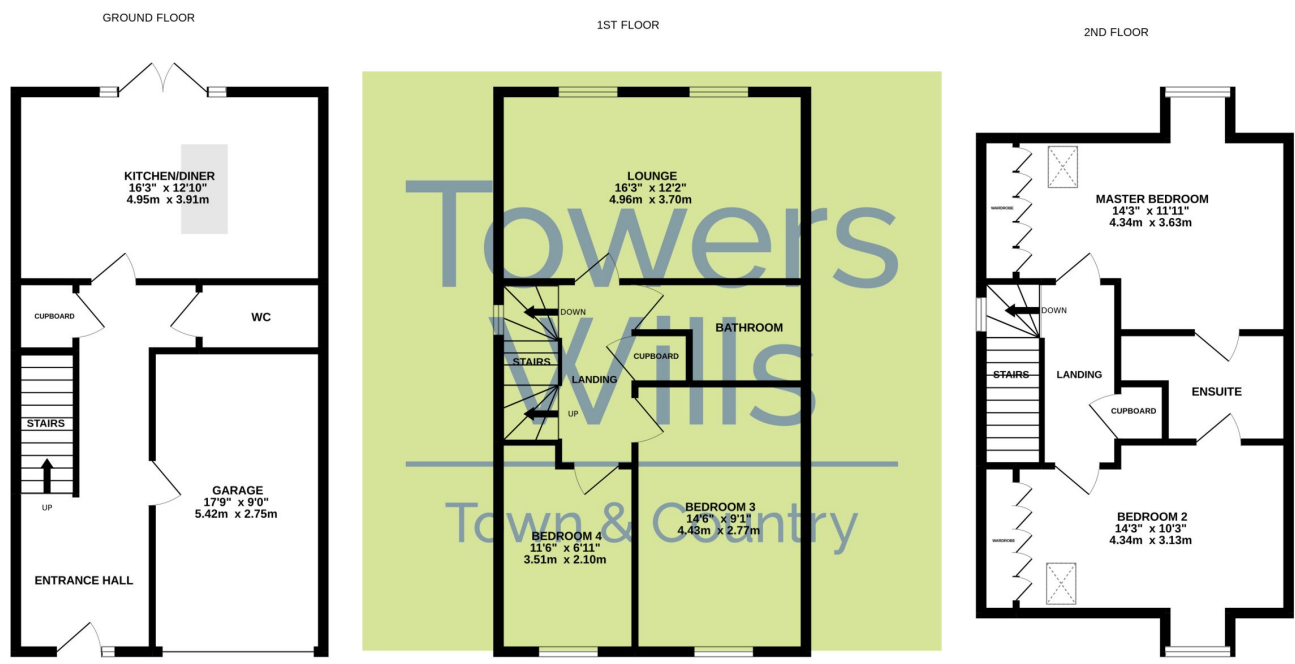 GROUND FLOOR
KITCHEN/DINER
16'3" x 12'10"
4.95m x 3.91m
CUPBOARD
WC
STAIRS
UP
GARAGE
17'9" x 9'0"
5.42m x 2.75m
ENTRANCE HALL
1ST FLOOR
Towers
Wills
Town & Country
LOUNGE
16'3" x 12'2"
4.96m x 3.70m
DOWN
BATHROOM
STAIRS
CUPBOARD
LANDING
UP
BEDROOM 3
14'6" x 9'1"
4.43m x 2.77m
BEDROOM 4
11'6" x 6'11"
3.51m x 2.10m
2ND FLOOR
WARDROBE
MASTER BEDROOM
14'3" x 11'11"
4.34m x 3.63m
DOWN
STAIRS
LANDING
ENSUITE
CUPBOARD
BEDROOM 2
14'3" x 10'3"
4.34m x 3.13m
WARDROBE